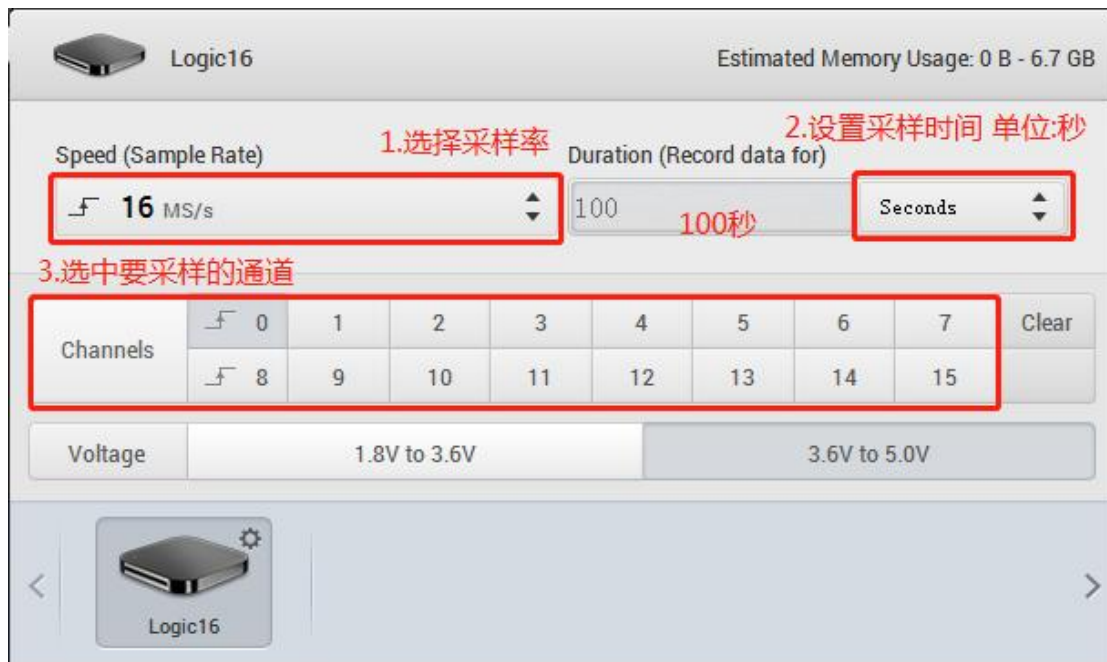 Logic16
Estimated Memory Usage: 0 B - 6.7 GB
1.选择采样率
2.设置采样时间 单位:秒
Speed (Sample Rate)
Duration (Record data for)
16 MS/s
100
100秒
Seconds
3.选中要采样的通道
Channels
0 1 2 3 4 5 6 7 Clear
8 9 10 11 12 13 14 15
Voltage 1.8V to 3.6V 3.6V to 5.0V
Logic16